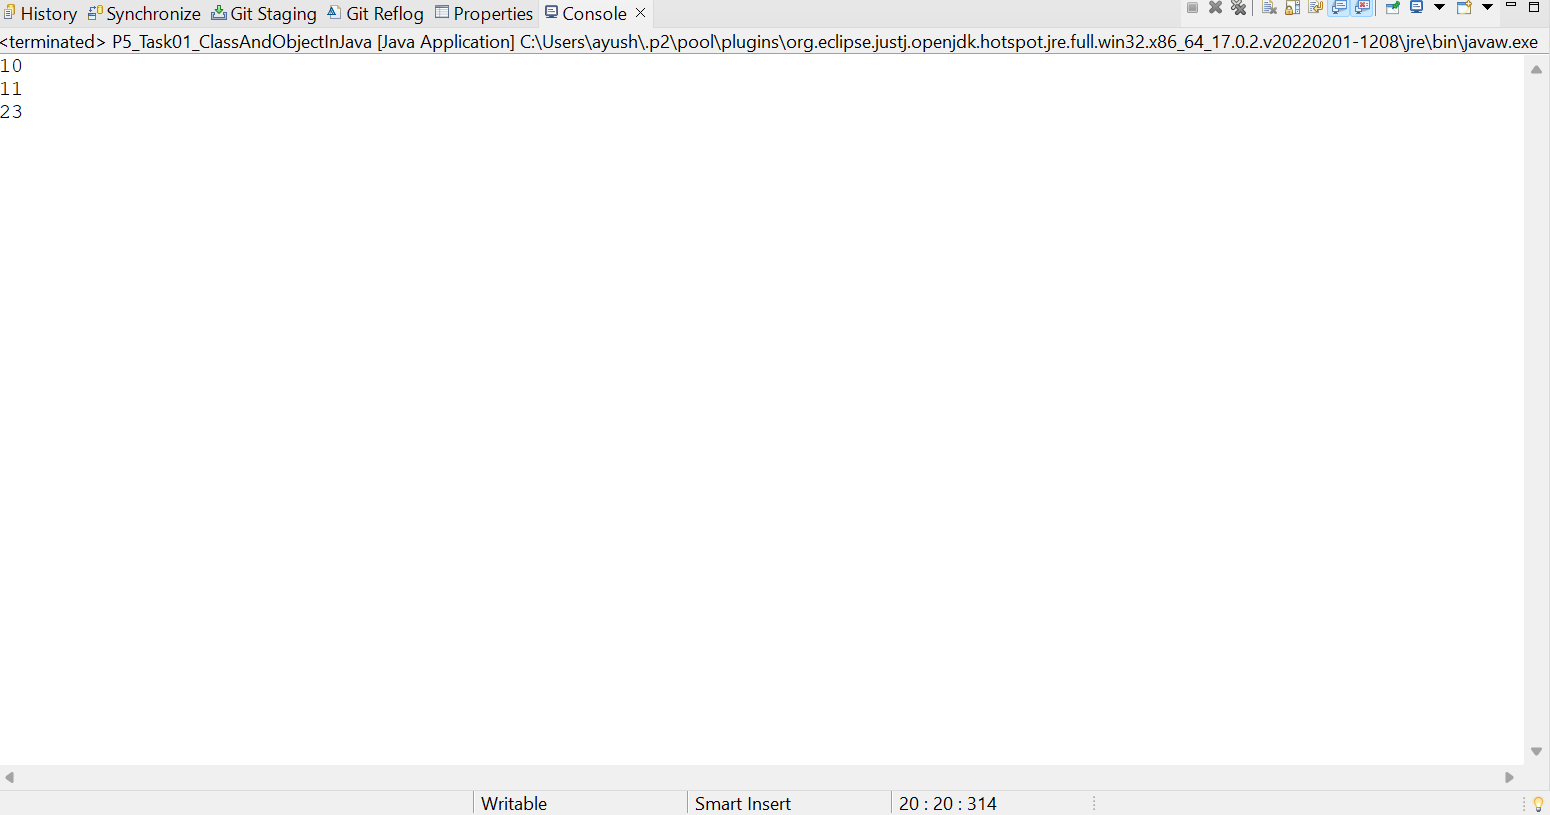 History Synchronize Git Staging Git Reflog Properties Console
<terminated> P5_Task01_ClassAndObjectInJava [Java Application] C:\Users\ayush\.p2\pool\plugins\org.eclipse.justj.openjdk.hotspot.jre.full.win32.x86_64_17.0.2.v20220201-1208\jre\bin\javaw.exe
10
11
23
Writable Smart Insert 20 : 20 : 314